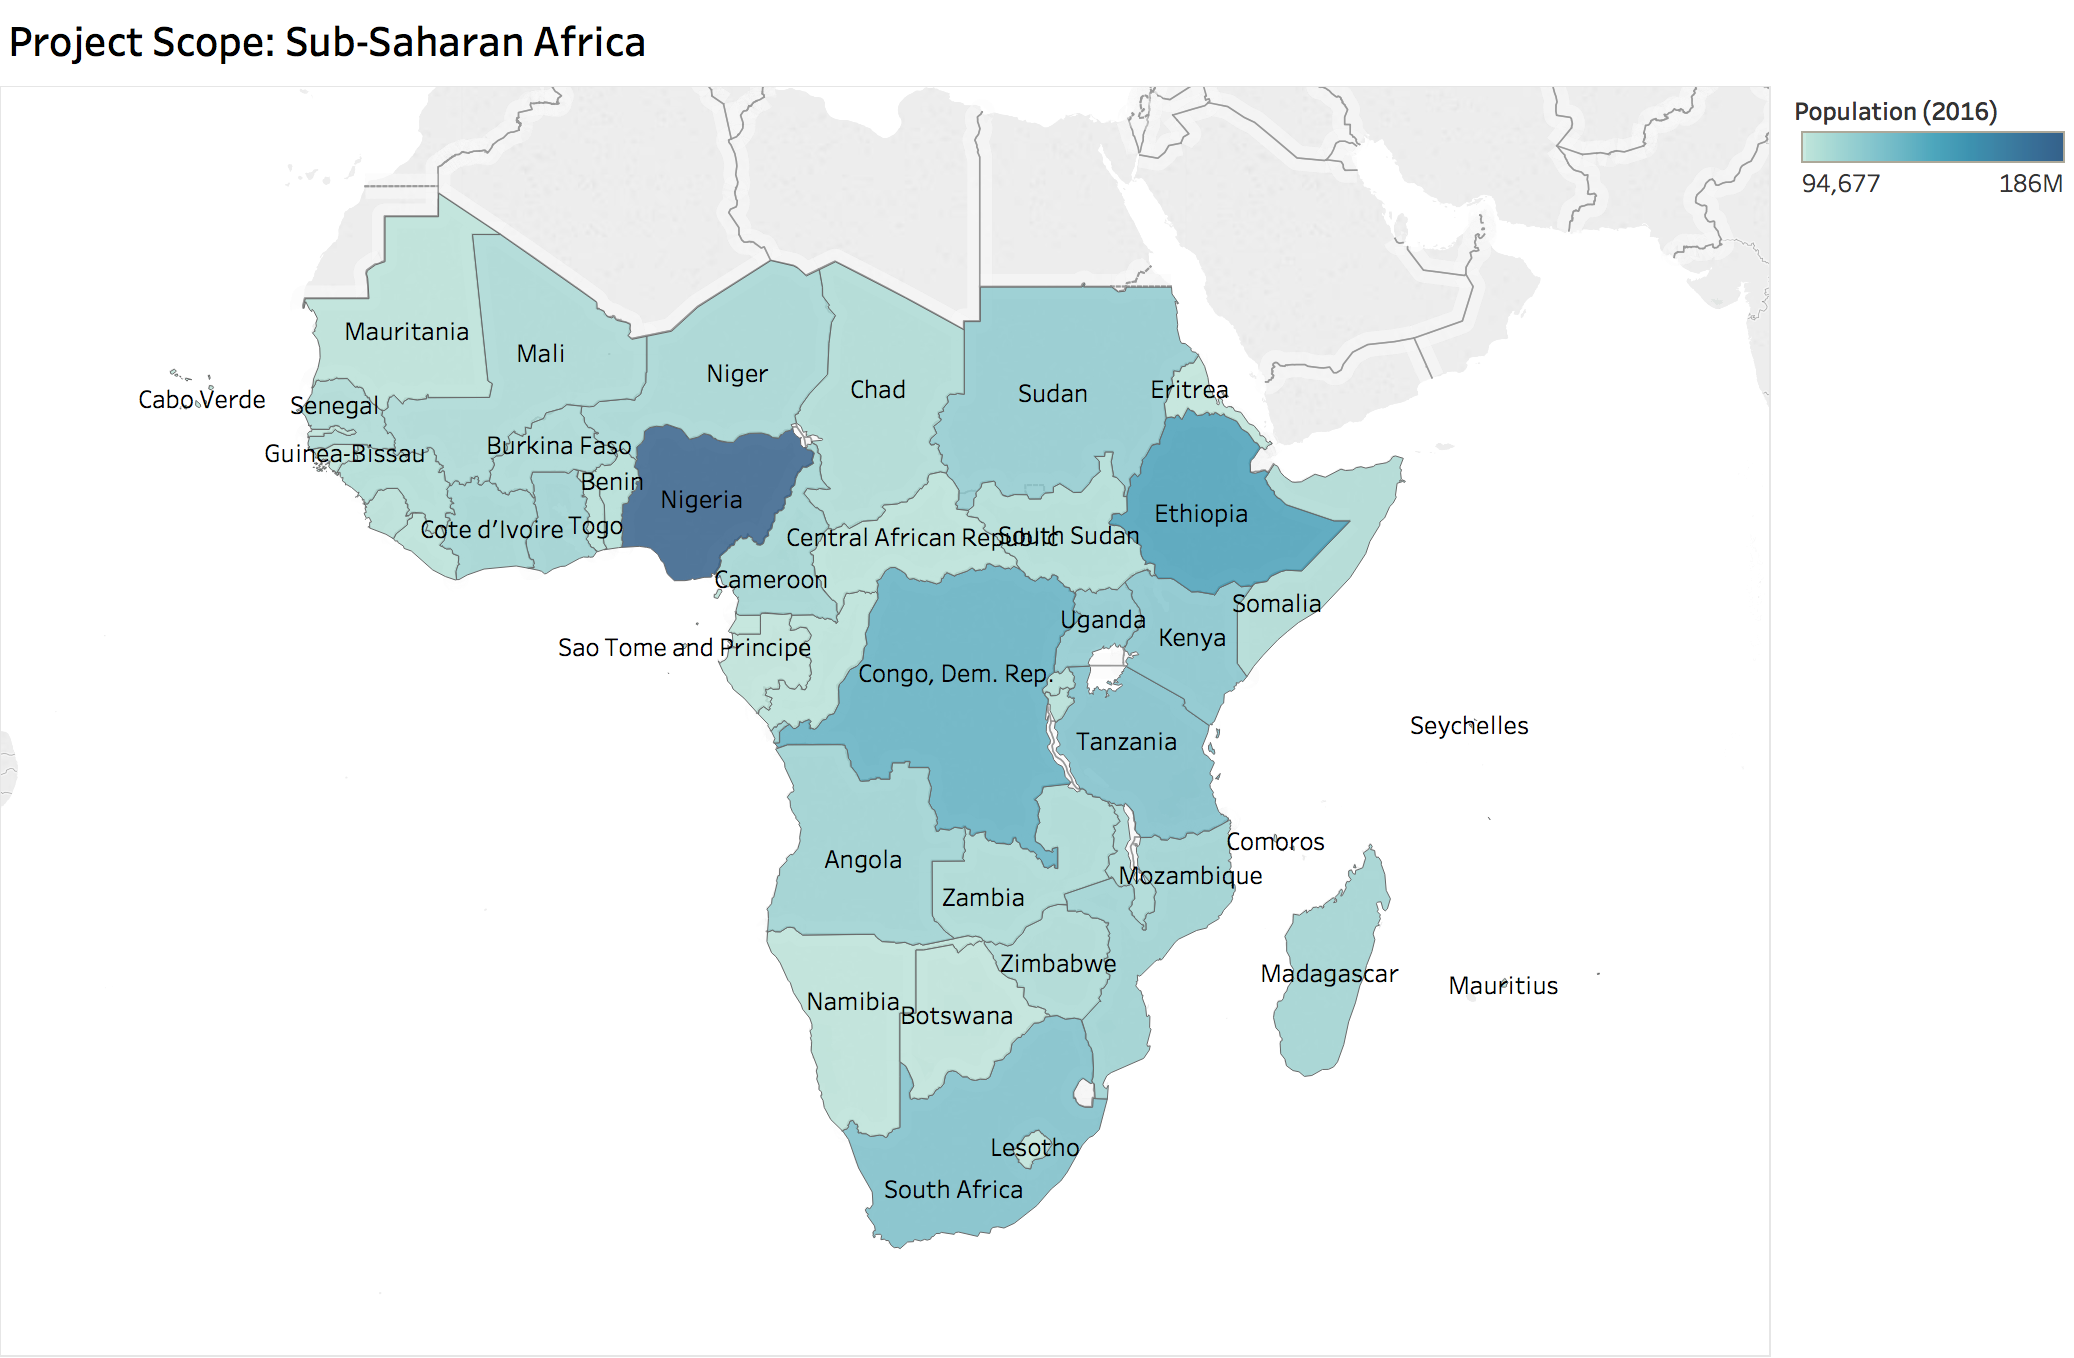 Project Scope: Sub-Saharan Africa
Population (2016)
94,677
186M
Mauritania
Mali
Niger
Chad
Sudan
Eritrea
Cabo Verde
Senegal
Burkina Faso
Guinea-Bissau
Benin
Nigeria
Ethiopia
Cote d’Ivoire
Togo
Central African Republic
South Sudan
Cameroon
Somalia
Uganda
Kenya
Sao Tome and Principe
Congo, Dem. Rep.
Seychelles
Tanzania
Comoros
Angola
Mozambique
Zambia
Zimbabwe
Madagascar
Mauritius
Namibia
Botswana
Lesotho
South Africa